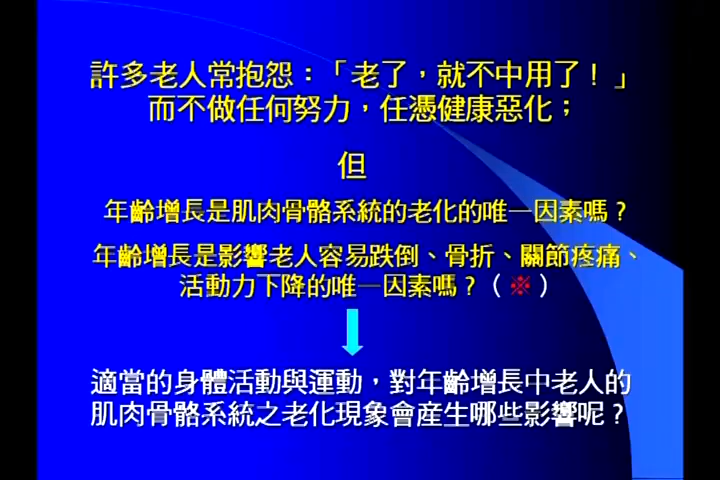 許多老人常抱怨：「老了，就不中用了！」
而不做任何努力，任憑健康惡化；
但
年齡增長是肌肉骨骼系統的老化的唯一因素嗎？
年齡增長是影響老人容易跌倒、骨折、關節疼痛、
活動力下降的唯一因素嗎？（※）
適當的身體活動與運動，對年齡增長中老人的
肌肉骨骼系統之老化現象會產生哪些影響呢？